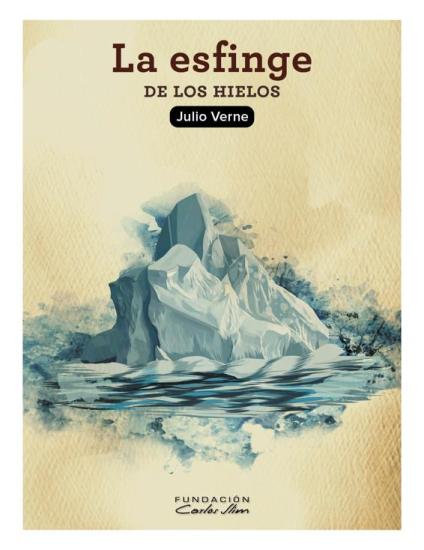 La esfinge
DE LOS HIELOS
Julio Verne
FUNDACIÓN
Carlos Slim